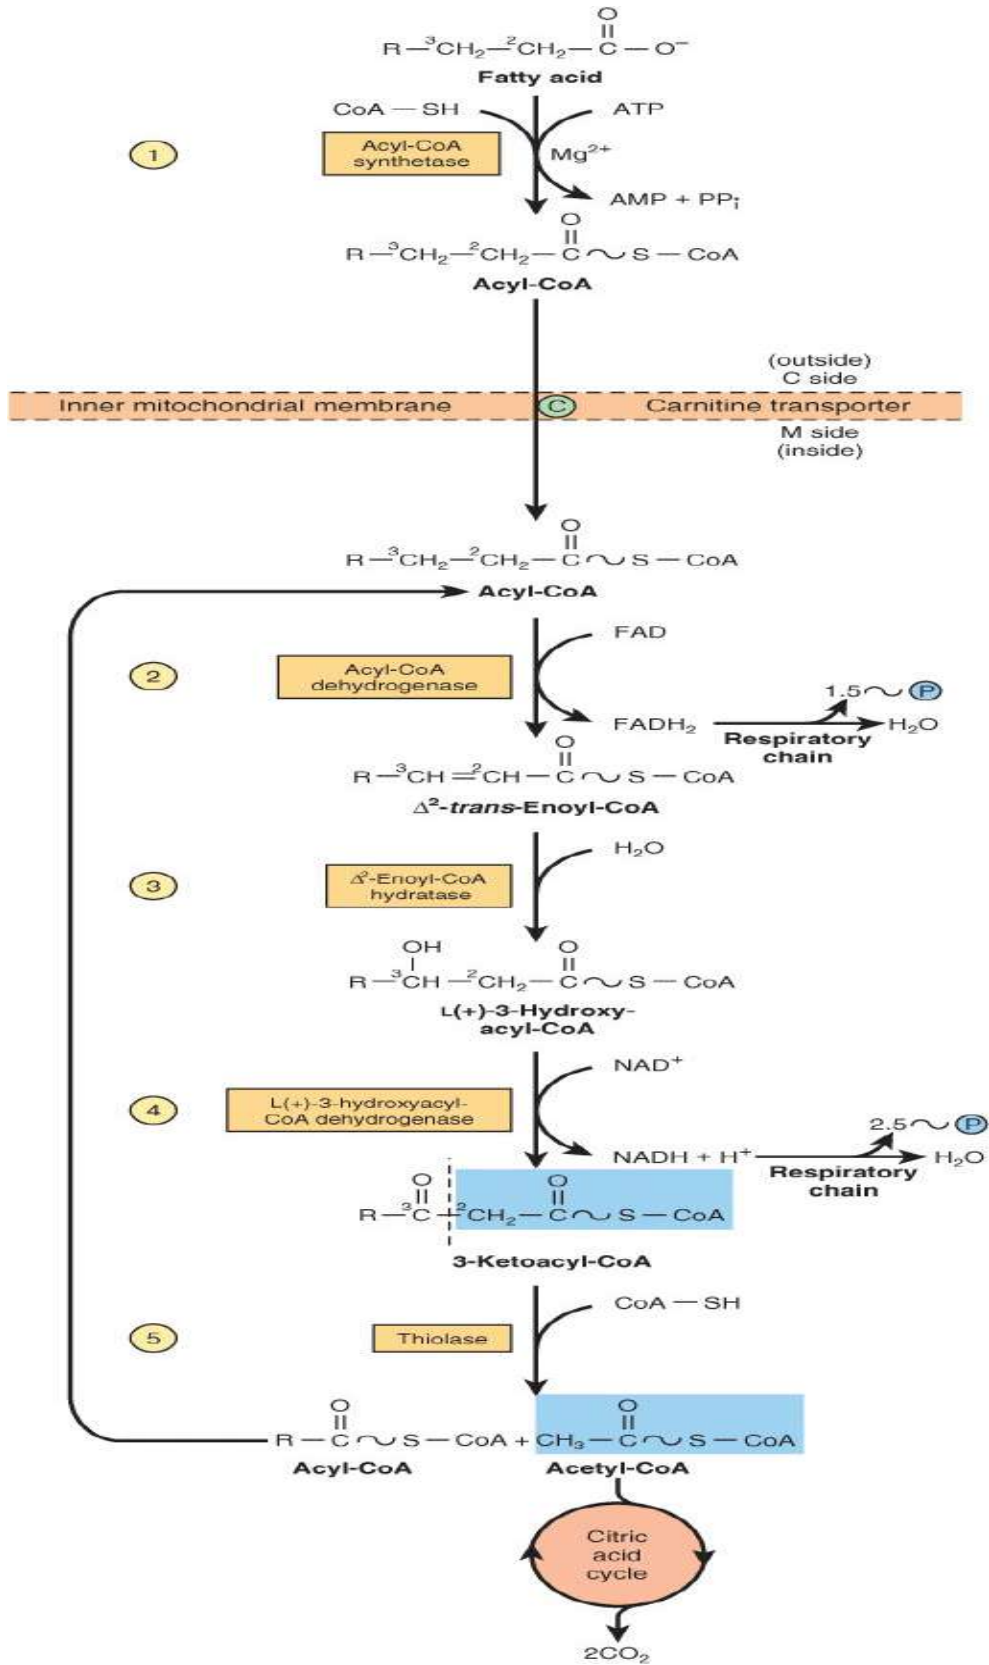 O
R—³CH₂—²CH₂—C—O⁻
Fatty acid
CoA—SH
ATP
1
Acyl-CoA
synthetase
Mg²⁺
AMP + PPi
O
R—³CH₂—²CH₂—C~S—CoA
Acyl-CoA
(outside)
C side
Inner mitochondrial membrane
C
Carnitine transporter
M side
(inside)
O
R—³CH₂—²CH₂—C~S—CoA
Acyl-CoA
FAD
2
Acyl-CoA
dehydrogenase
1.5~P
FADH₂
H₂O
Respiratory
chain
O
R—³CH=²CH—C~S—CoA
Δ²-trans-Enoyl-CoA
H₂O
3
Δ²-Enoyl-CoA
hydratase
OH O
R—³CH—²CH₂—C~S—CoA
L(+)-3-Hydroxy-
acyl-CoA
NAD⁺
4
L(+)-3-hydroxyacyl-
CoA dehydrogenase
2.5~P
NADH + H⁺
H₂O
Respiratory
chain
O O
R—³C—²CH₂—C~S—CoA
3-Ketoacyl-CoA
CoA—SH
5
Thiolase
O O
R—C~S—CoA + CH₃—C~S—CoA
Acyl-CoA Acetyl-CoA
Citric
acid
cycle
2CO₂